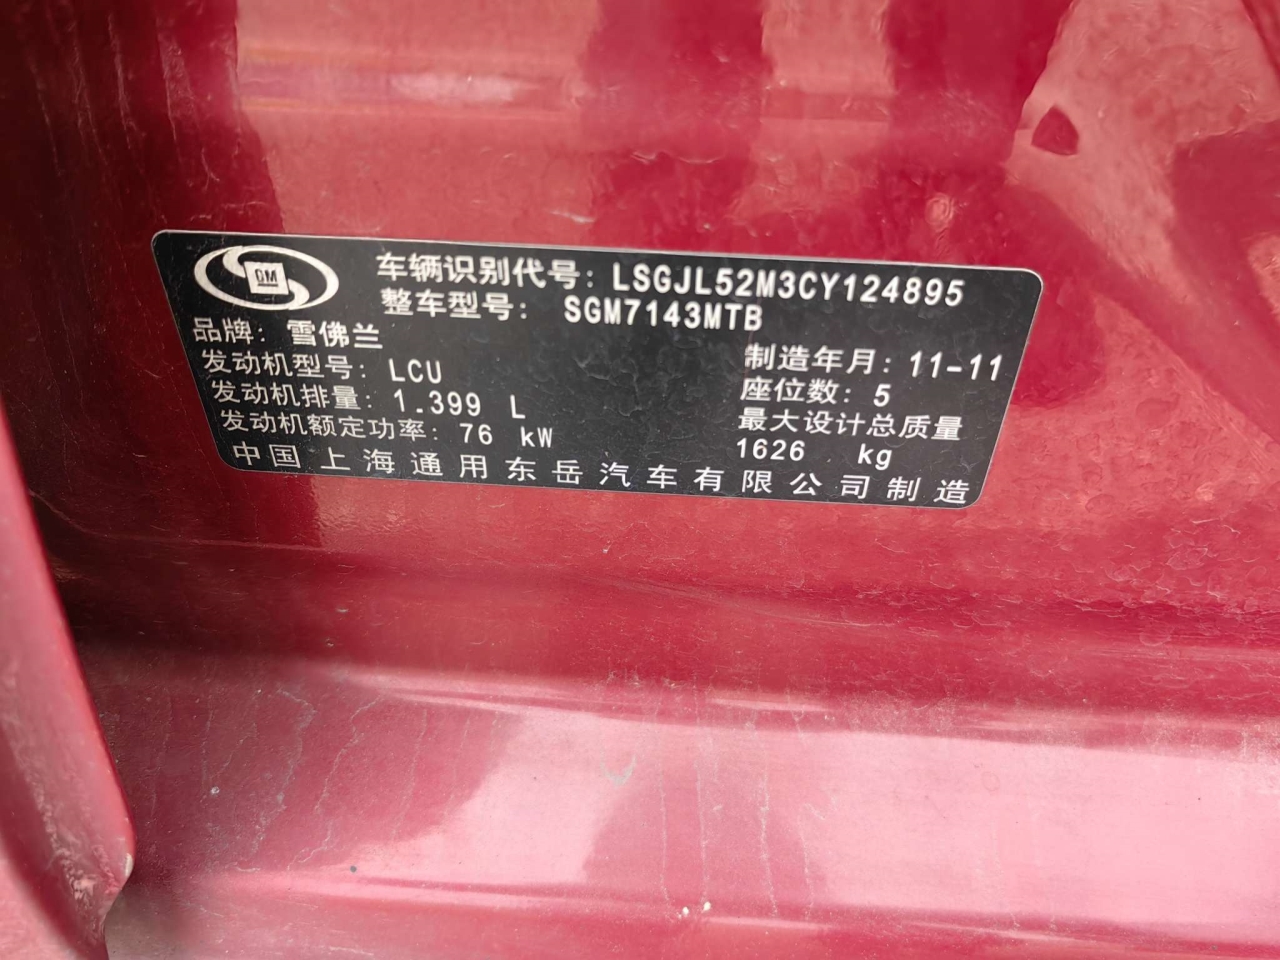 GM
车辆识别代号: LSGJL52M3CY124895
整车型号: SGM7143MTB
品牌: 雪佛兰
发动机型号: LCU
制造年月: 11-11
发动机排量: 1.399 L
座位数: 5
发动机额定功率: 76 kW
最大设计总质量
1626 kg
中国上海通用东岳汽车有限公司制造